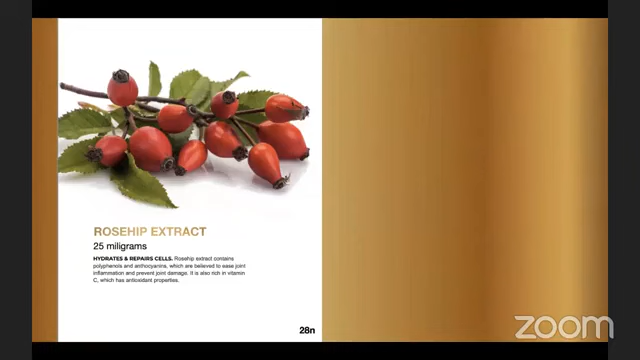 ROSEHIP EXTRACT
25 miligrams
HYDRATES & REPAIRS CELLS. Rosehip extract contains
polyphenols and anthocyanins, which are believed to ease joint
inflammation and prevent joint damage. It is also rich in vitamin
C, which has antioxidant properties.
28n
zoom